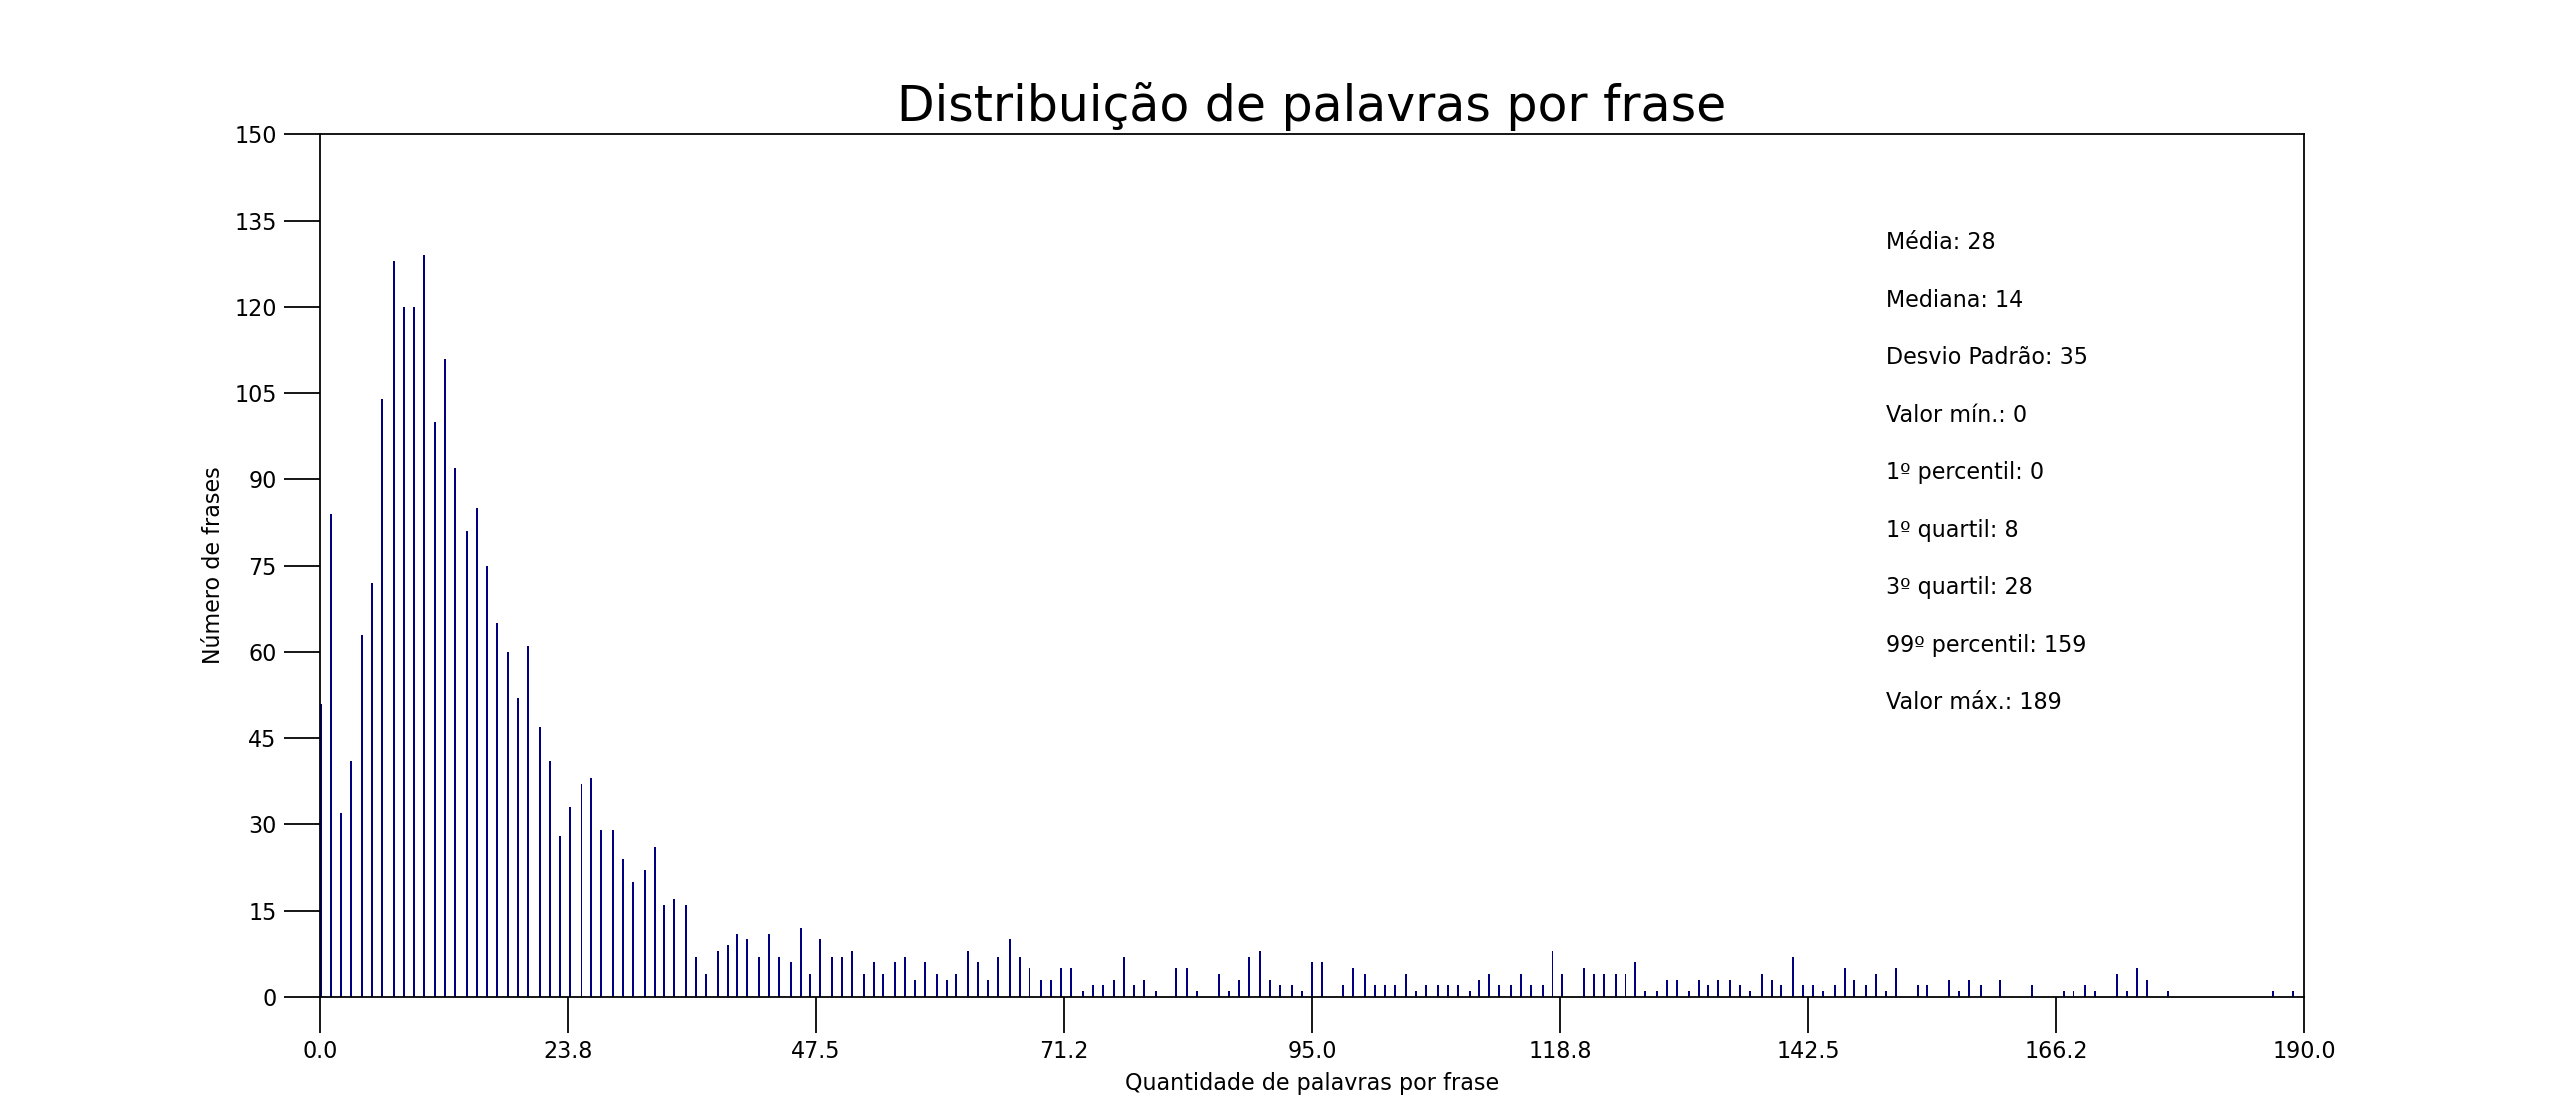 Distribuição de palavras por frase
150
135
120
105
90
75
60
45
30
15
0
Número de frases
Média: 28
Mediana: 14
Desvio Padrão: 35
Valor mín.: 0
1º percentil: 0
1º quartil: 8
3º quartil: 28
99º percentil: 159
Valor máx.: 189
0.0 23.8 47.5 71.2 95.0 118.8 142.5 166.2 190.0
Quantidade de palavras por frase